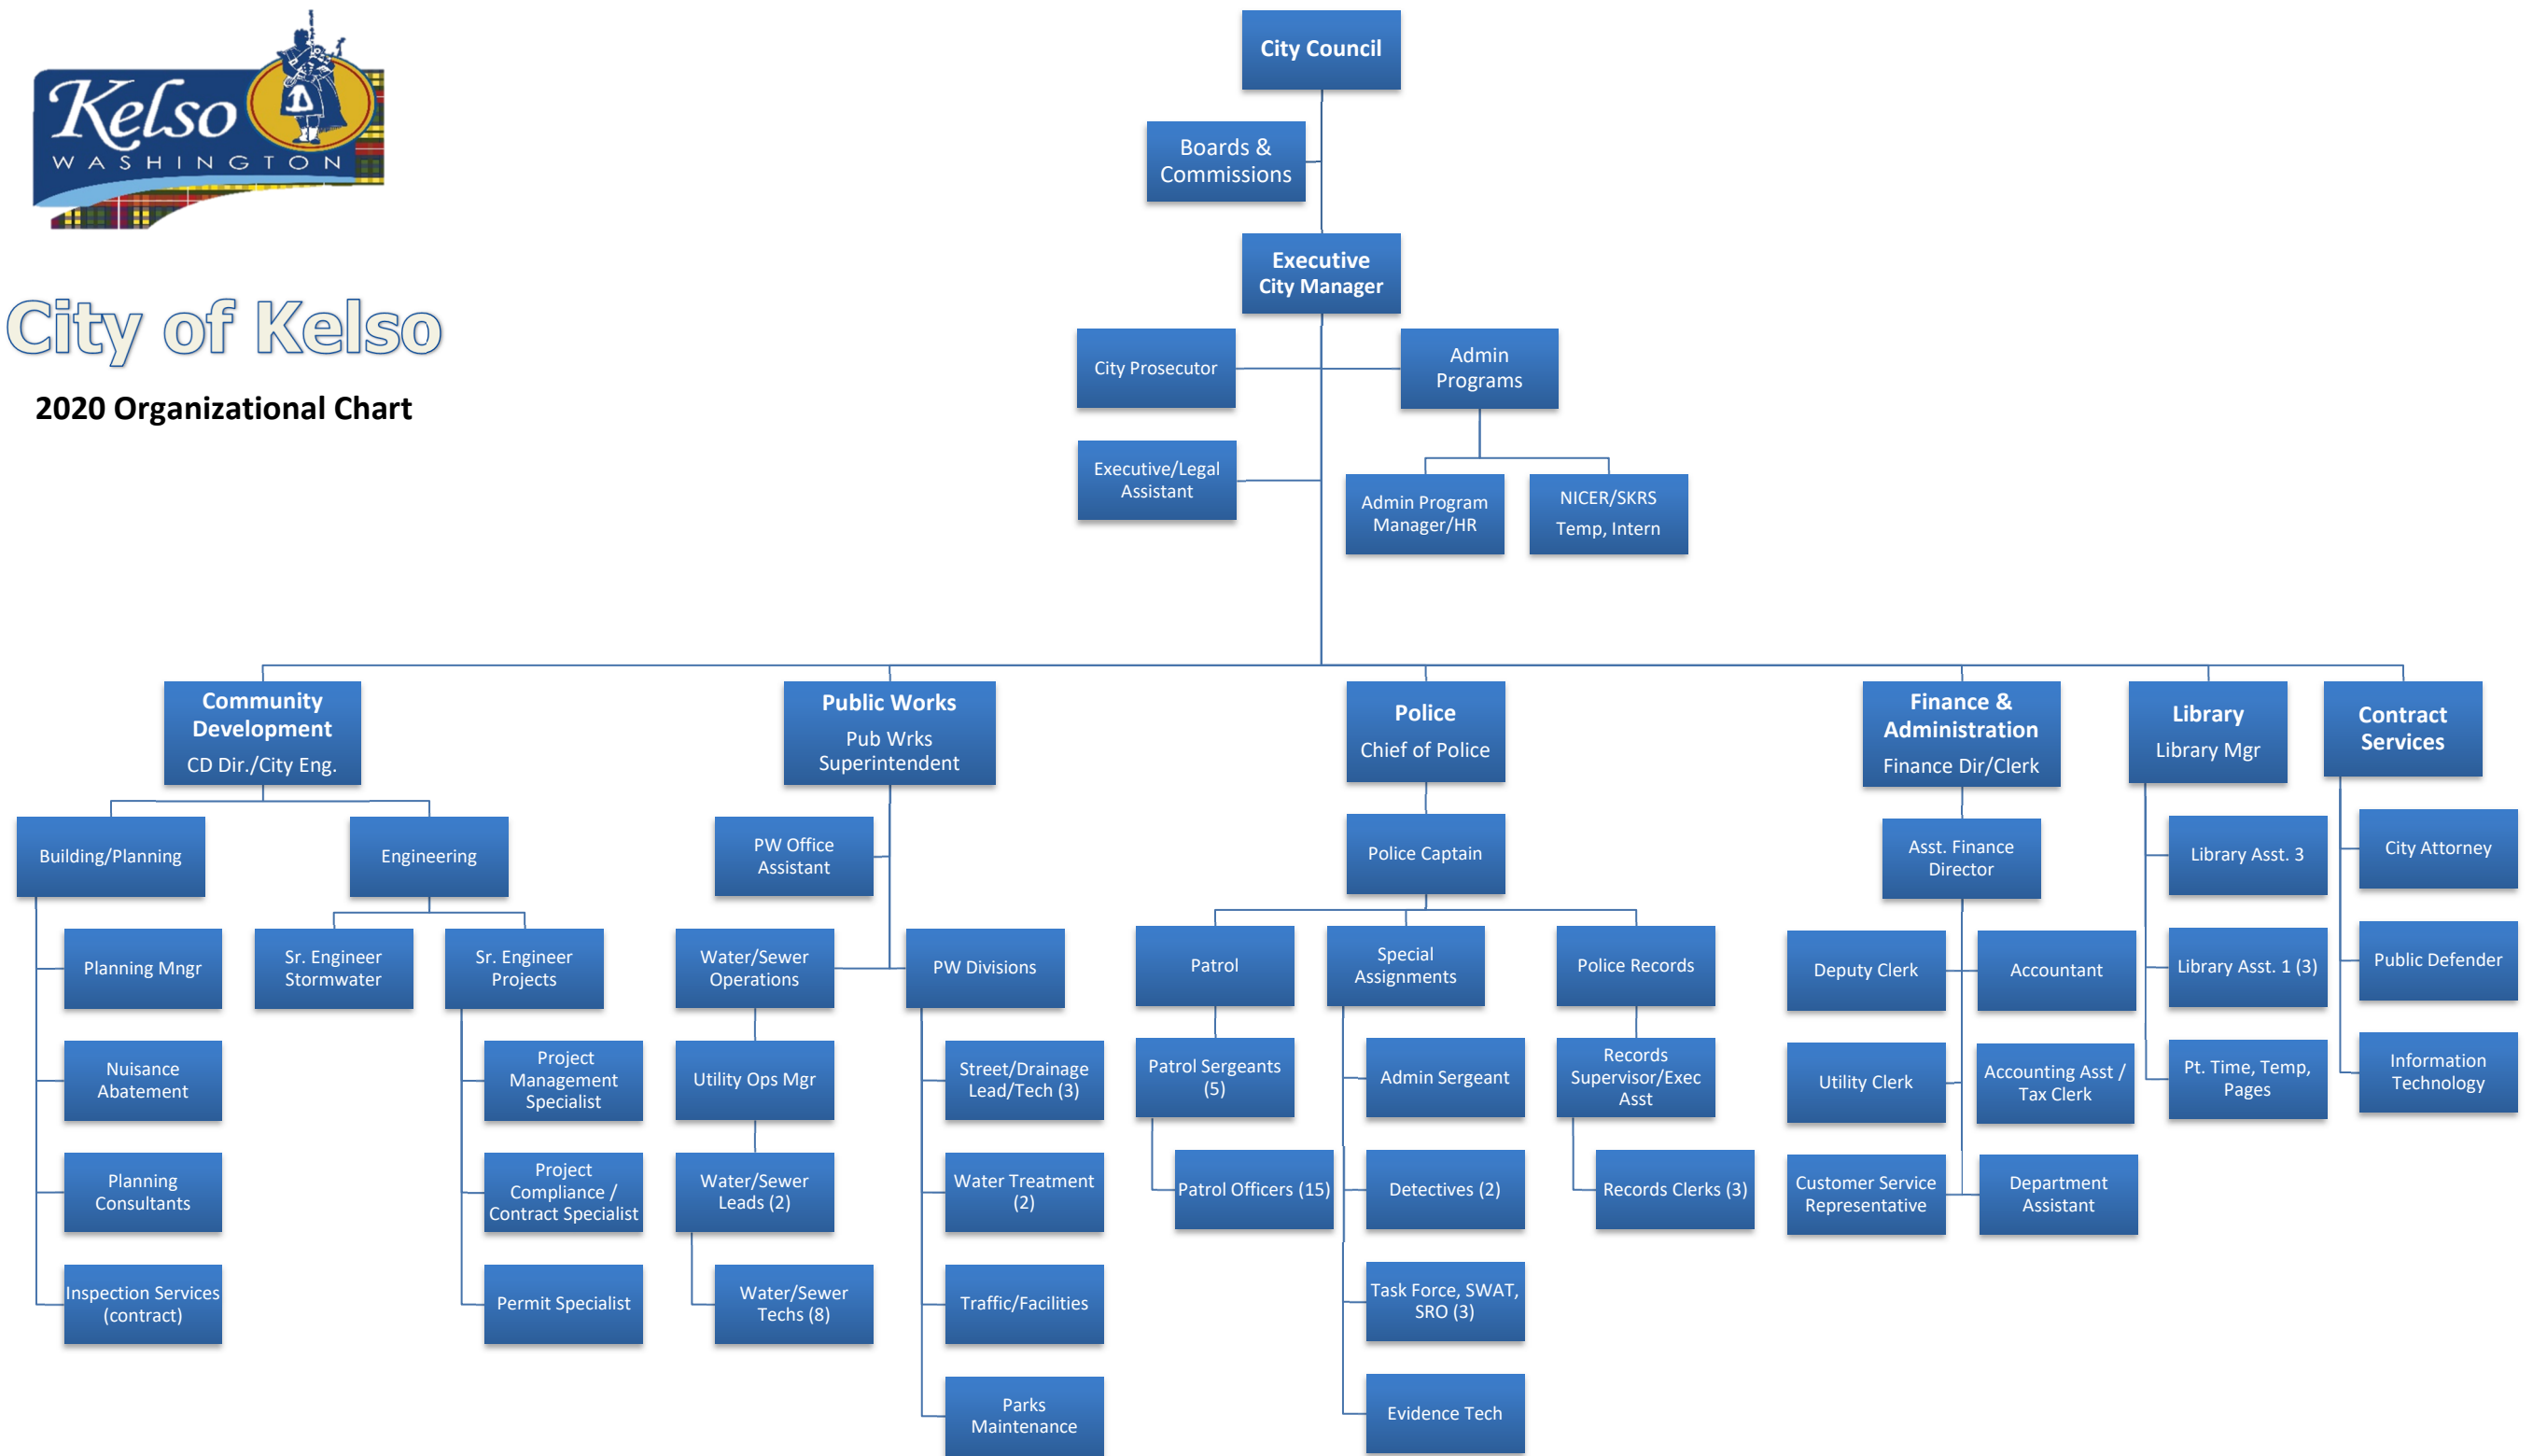 Kelso
WASHINGTON
City of Kelso
2020 Organizational Chart
City Council
Boards &
Commissions
Executive
City Manager
City Prosecutor
Admin
Programs
Executive/Legal
Assistant
Admin Program
Manager/HR
NICER/SKRS
Temp, Intern
Community
Development
CD Dir./City Eng.
Building/Planning
Planning Mngr
Nuisance
Abatement
Planning
Consultants
Inspection Services
(contract)
Engineering
Sr. Engineer
Stormwater
Sr. Engineer
Projects
Project
Management
Specialist
Project
Compliance /
Contract Specialist
Permit Specialist
Public Works
Pub Wrks
Superintendent
PW Office
Assistant
Water/Sewer
Operations
Utility Ops Mgr
Water/Sewer
Leads (2)
Water/Sewer
Techs (8)
PW Divisions
Street/Drainage
Lead/Tech (3)
Water Treatment
(2)
Traffic/Facilities
Parks
Maintenance
Police
Chief of Police
Police Captain
Patrol
Patrol Sergeants
(5)
Patrol Officers (15)
Special
Assignments
Admin Sergeant
Detectives (2)
Task Force, SWAT,
SRO (3)
Evidence Tech
Police Records
Records
Supervisor/Exec
Asst
Records Clerks (3)
Finance &
Administration
Finance Dir/Clerk
Asst. Finance
Director
Deputy Clerk
Accountant
Utility Clerk
Accounting Asst /
Tax Clerk
Customer Service
Representative
Department
Assistant
Library
Library Mgr
Library Asst. 3
Library Asst. 1 (3)
Pt. Time, Temp,
Pages
Contract
Services
City Attorney
Public Defender
Information
Technology